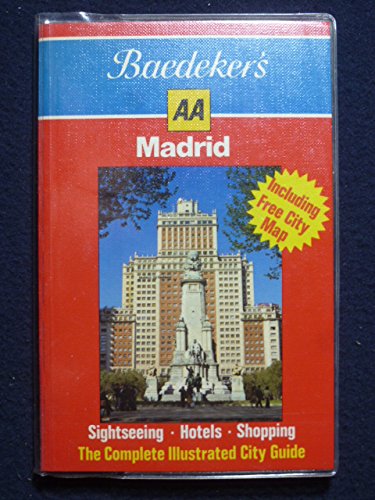 Baedeker's
AA
Madrid
Including
Free City
Map
Sightseeing · Hotels · Shopping
The Complete Illustrated City Guide